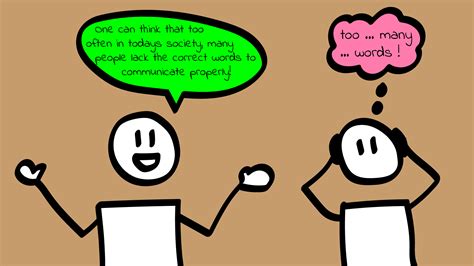 One can think that too
often in todays society, many
people lack the correct words to
communicate properly!
too ... many
... words !